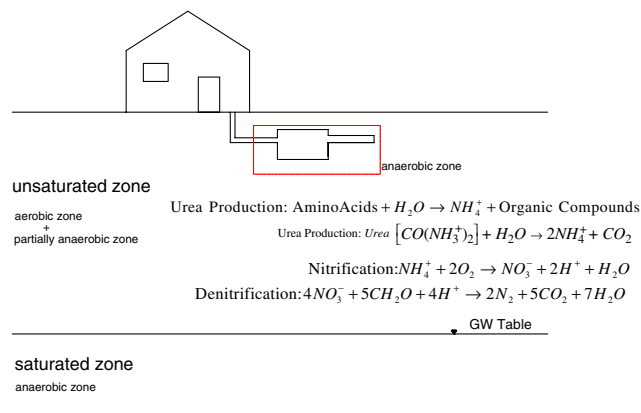 anaerobic zone
unsaturated zone
aerobic zone
+
partially anaerobic zone
Urea Production: AminoAcids + H₂O → NH₄⁺ + Organic Compounds
Urea Production: Urea [CO(NH₃⁺)₂] + H₂O → 2NH₄⁺ + CO₂
Nitrification:NH₄⁺ + 2O₂ → NO₃⁻ + 2H⁺ + H₂O
Denitrification:4NO₃⁻ + 5CH₂O + 4H⁺ → 2N₂ + 5CO₂ + 7H₂O
GW Table
saturated zone
anaerobic zone